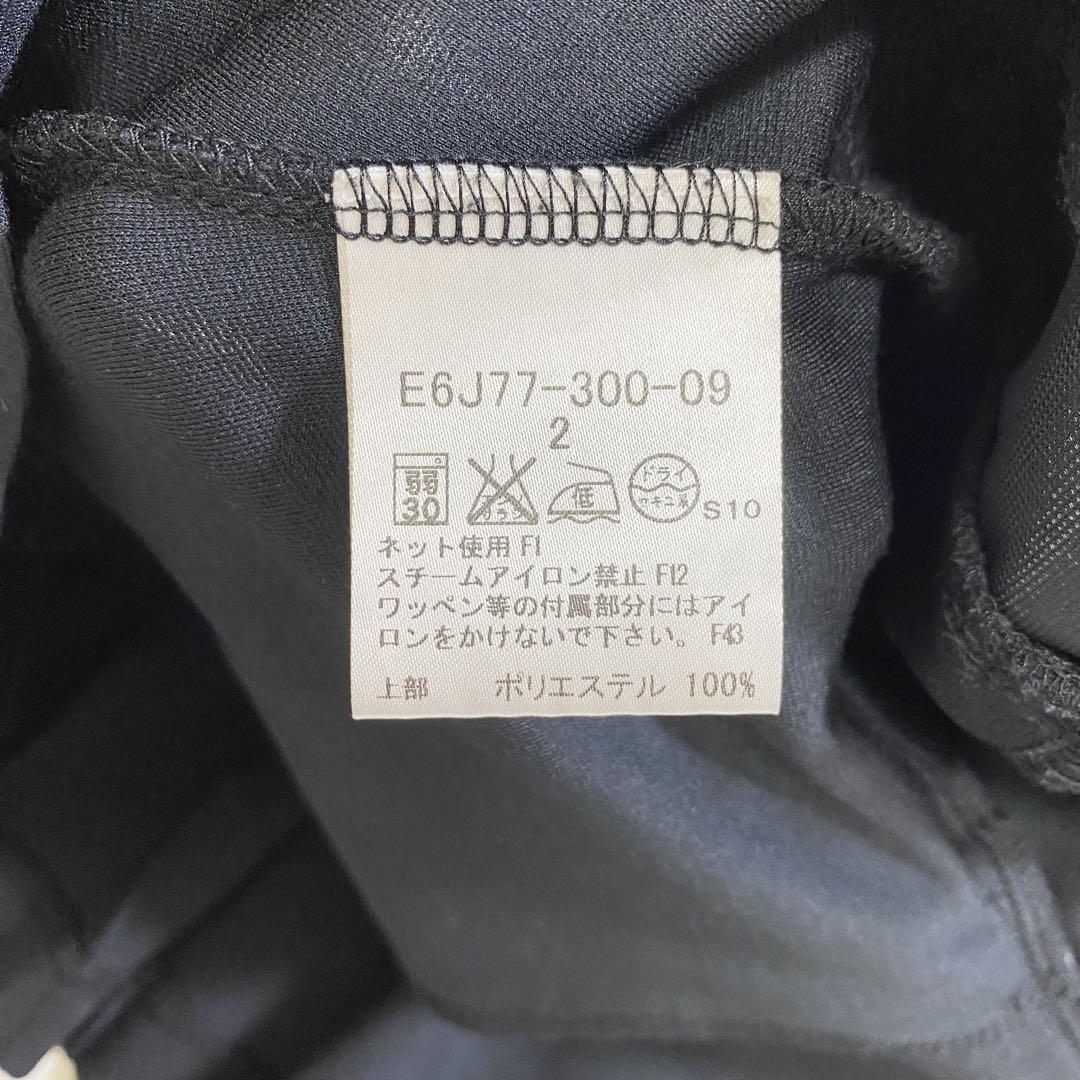 E6J77-300-09
2
弱 30 低 ドライ S10
ネット使用 F1
スチームアイロン禁止 F12
ワッペン等の付属部分にはアイ
ロンをかけないで下さい。 F43
上部 ポリエステル 100%